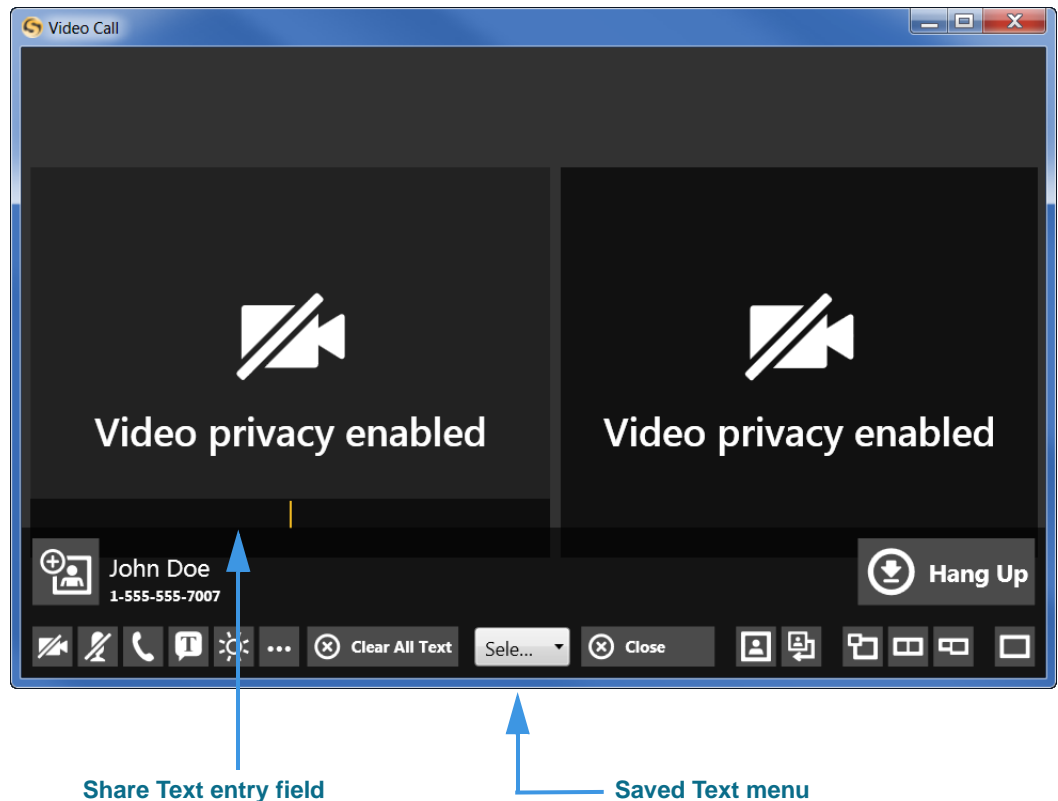 Video Call
Video privacy enabled
Video privacy enabled
John Doe
1-555-555-7007
Hang Up
T
Clear All Text
Sele...
Close
Share Text entry field
Saved Text menu